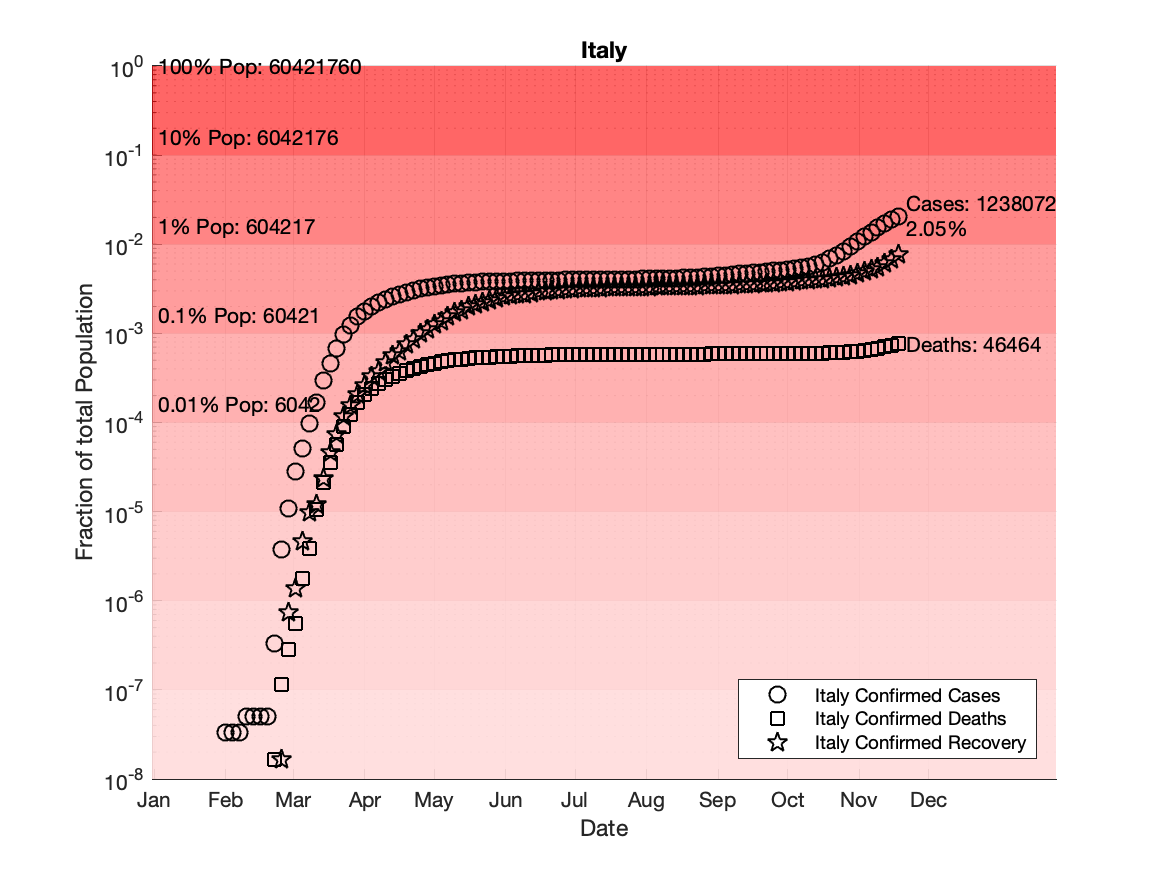 Italy
10^0
100% Pop: 60421760
10% Pop: 6042176
10^-1
1% Pop: 604217
10^-2
Cases: 1238072
2.05%
0.1% Pop: 60421
10^-3
Deaths: 46464
0.01% Pop: 6042
10^-4
10^-5
10^-6
10^-7
10^-8
Fraction of total Population
Italy Confirmed Cases
Italy Confirmed Deaths
Italy Confirmed Recovery
Jan Feb Mar Apr May Jun Jul Aug Sep Oct Nov Dec
Date